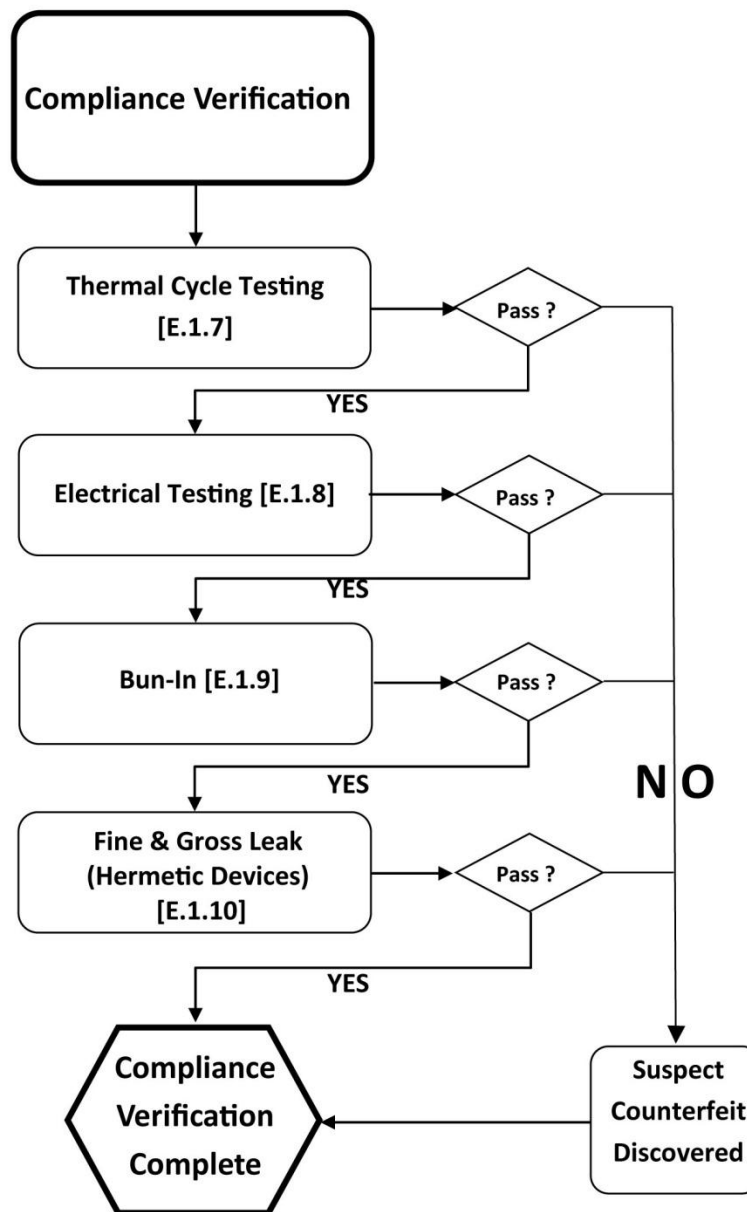 Compliance Verification
Thermal Cycle Testing
[E.1.7]
Pass ?
YES
Electrical Testing [E.1.8]
Pass ?
YES
Bun-In [E.1.9]
Pass ?
YES
NO
Fine & Gross Leak
(Hermetic Devices)
[E.1.10]
Pass ?
YES
Compliance
Verification
Complete
Suspect
Counterfeit
Discovered